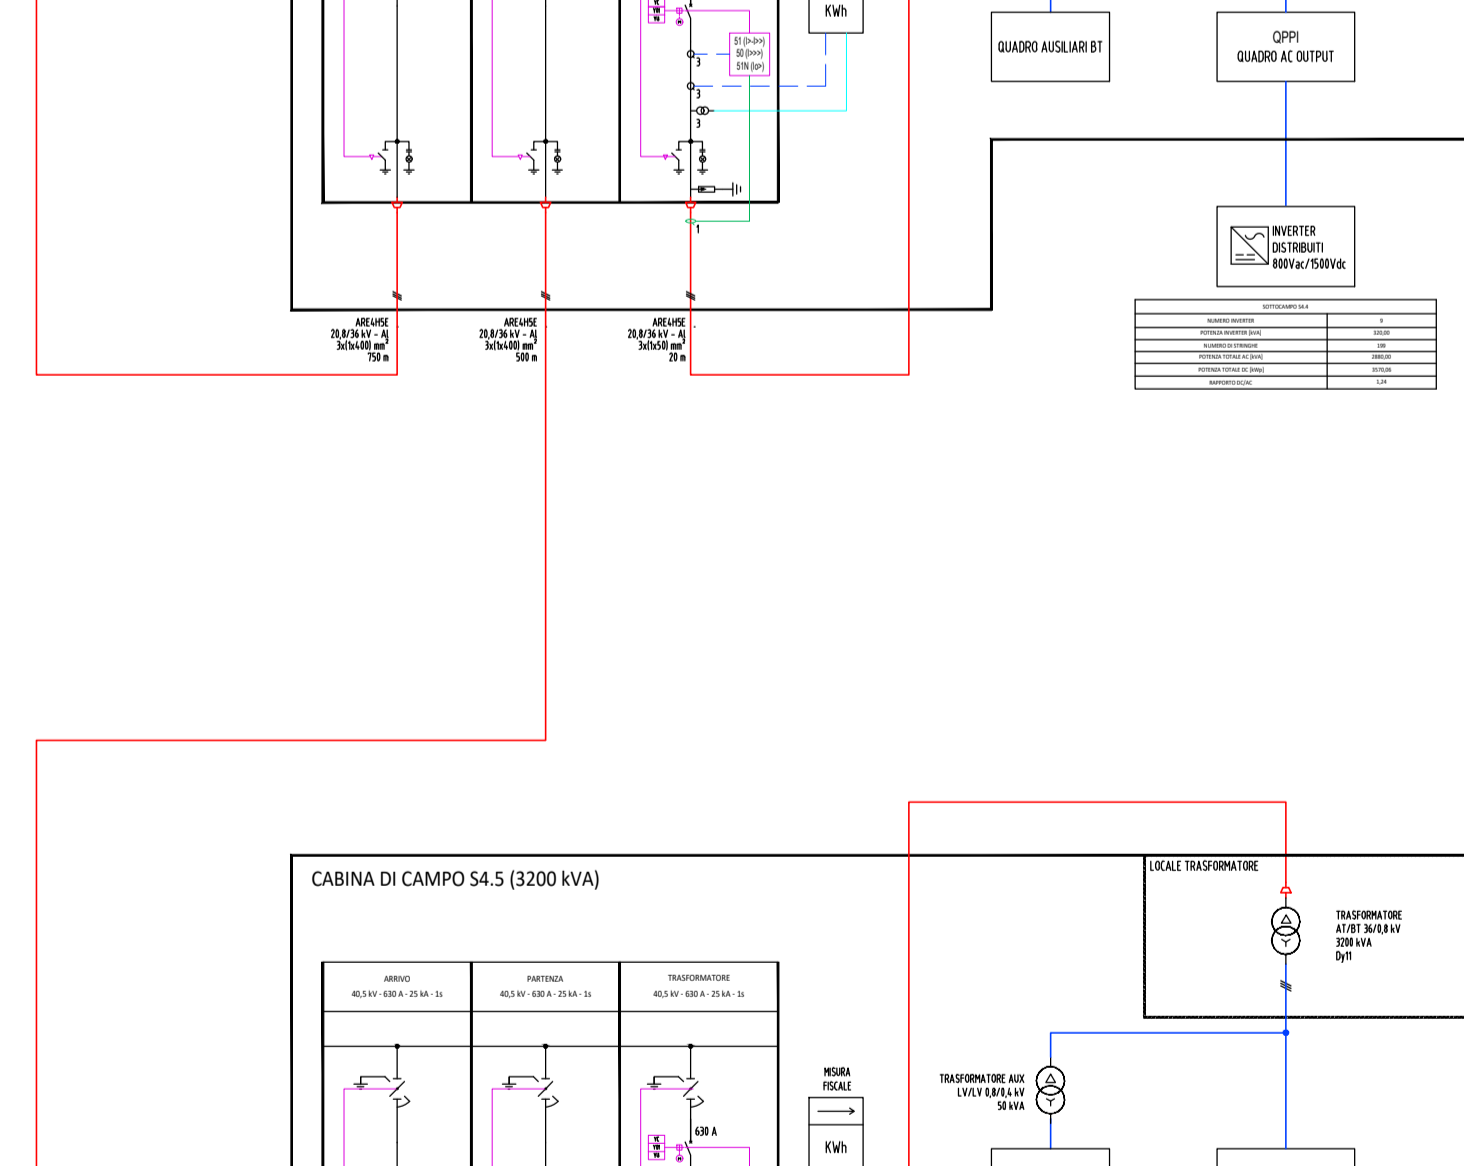 KWh
51 (I>-I>>)
50 (I>>>)
51N (Io>)
3
3
3
1
QUADRO AUSILIARI BT
QPPI
QUADRO AC OUTPUT
INVERTER
DISTRIBUITI
800Vac/1500Vdc
SOTTOCAMPO S4.4
NUMERO INVERTER 9
POTENZA INVERTER [kVA] 320,00
NUMERO DI STRINGHE 199
POTENZA TOTALE AC [kVA] 2880,00
POTENZA TOTALE DC [kWp] 3570,06
RAPPORTO DC/AC 1,24
ARE4H5E
20,8/36 kV - Al
3x(1x400) mm²
750 m
ARE4H5E
20,8/36 kV - Al
3x(1x400) mm²
500 m
ARE4H5E
20,8/36 kV - Al
3x(1x50) mm²
20 m
CABINA DI CAMPO S4.5 (3200 kVA)
LOCALE TRASFORMATORE
TRASFORMATORE
AT/BT 36/0,8 kV
3200 kVA
Dy11
ARRIVO
40,5 kV - 630 A - 25 kA - 1s
PARTENZA
40,5 kV - 630 A - 25 kA - 1s
TRASFORMATORE
40,5 kV - 630 A - 25 kA - 1s
MISURA
FISCALE
KWh
TRASFORMATORE AUX
LV/LV 0,8/0,4 kV
50 kVA
630 A